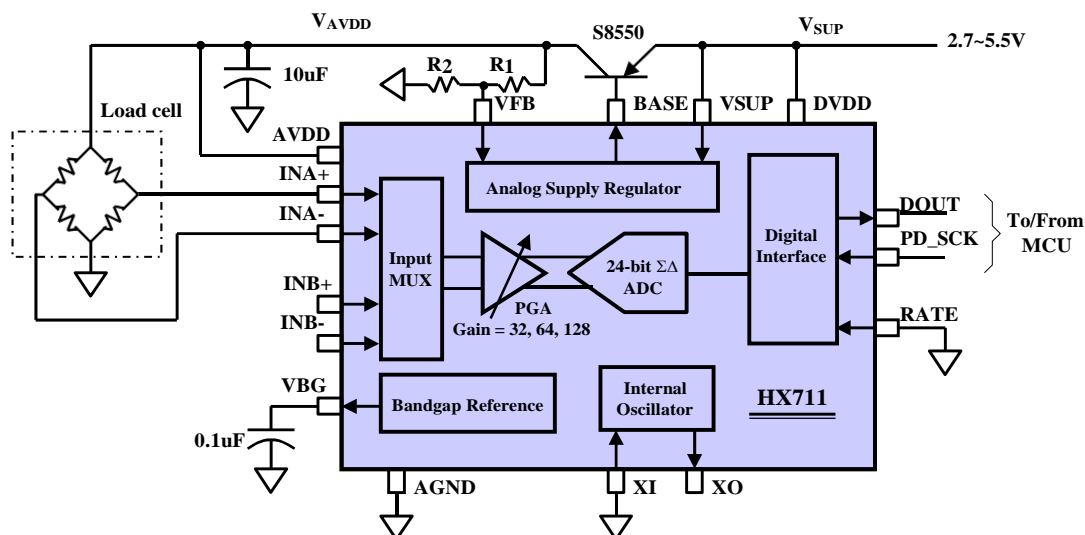 V_AVDD
S8550
V_SUP
2.7~5.5V
10uF
R2
R1
Load cell
VFB
BASE
VSUP
DVDD
AVDD
INA+
INA-
INB+
INB-
VBG
0.1uF
Analog Supply Regulator
Input
MUX
PGA
Gain = 32, 64, 128
24-bit ΣΔ
ADC
Digital
Interface
DOUT
PD_SCK
To/From
MCU
RATE
Bandgap Reference
Internal
Oscillator
HX711
AGND
XI
XO